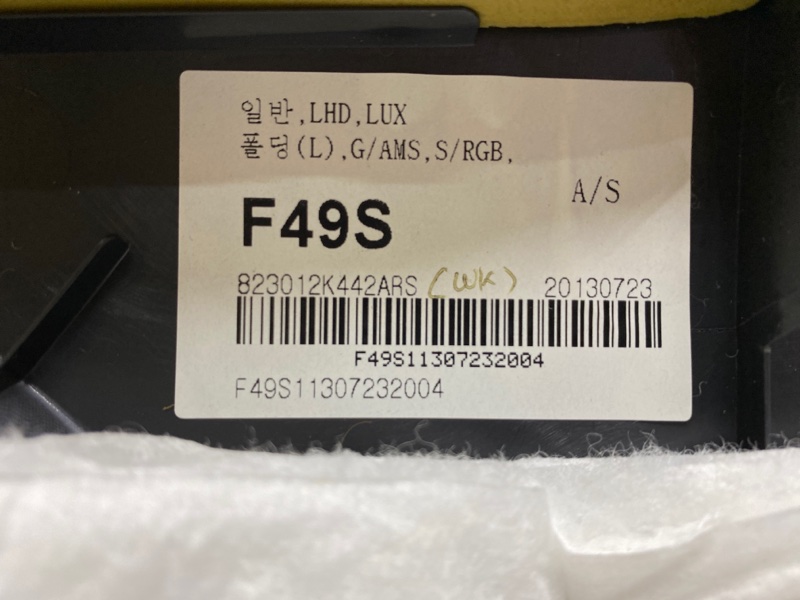 일반,LHD,LUX
폴딩(L),G/AMS,S/RGB,
A/S
F49S
823012K442ARS (WK) 20130723
F49S11307232004
F49S11307232004